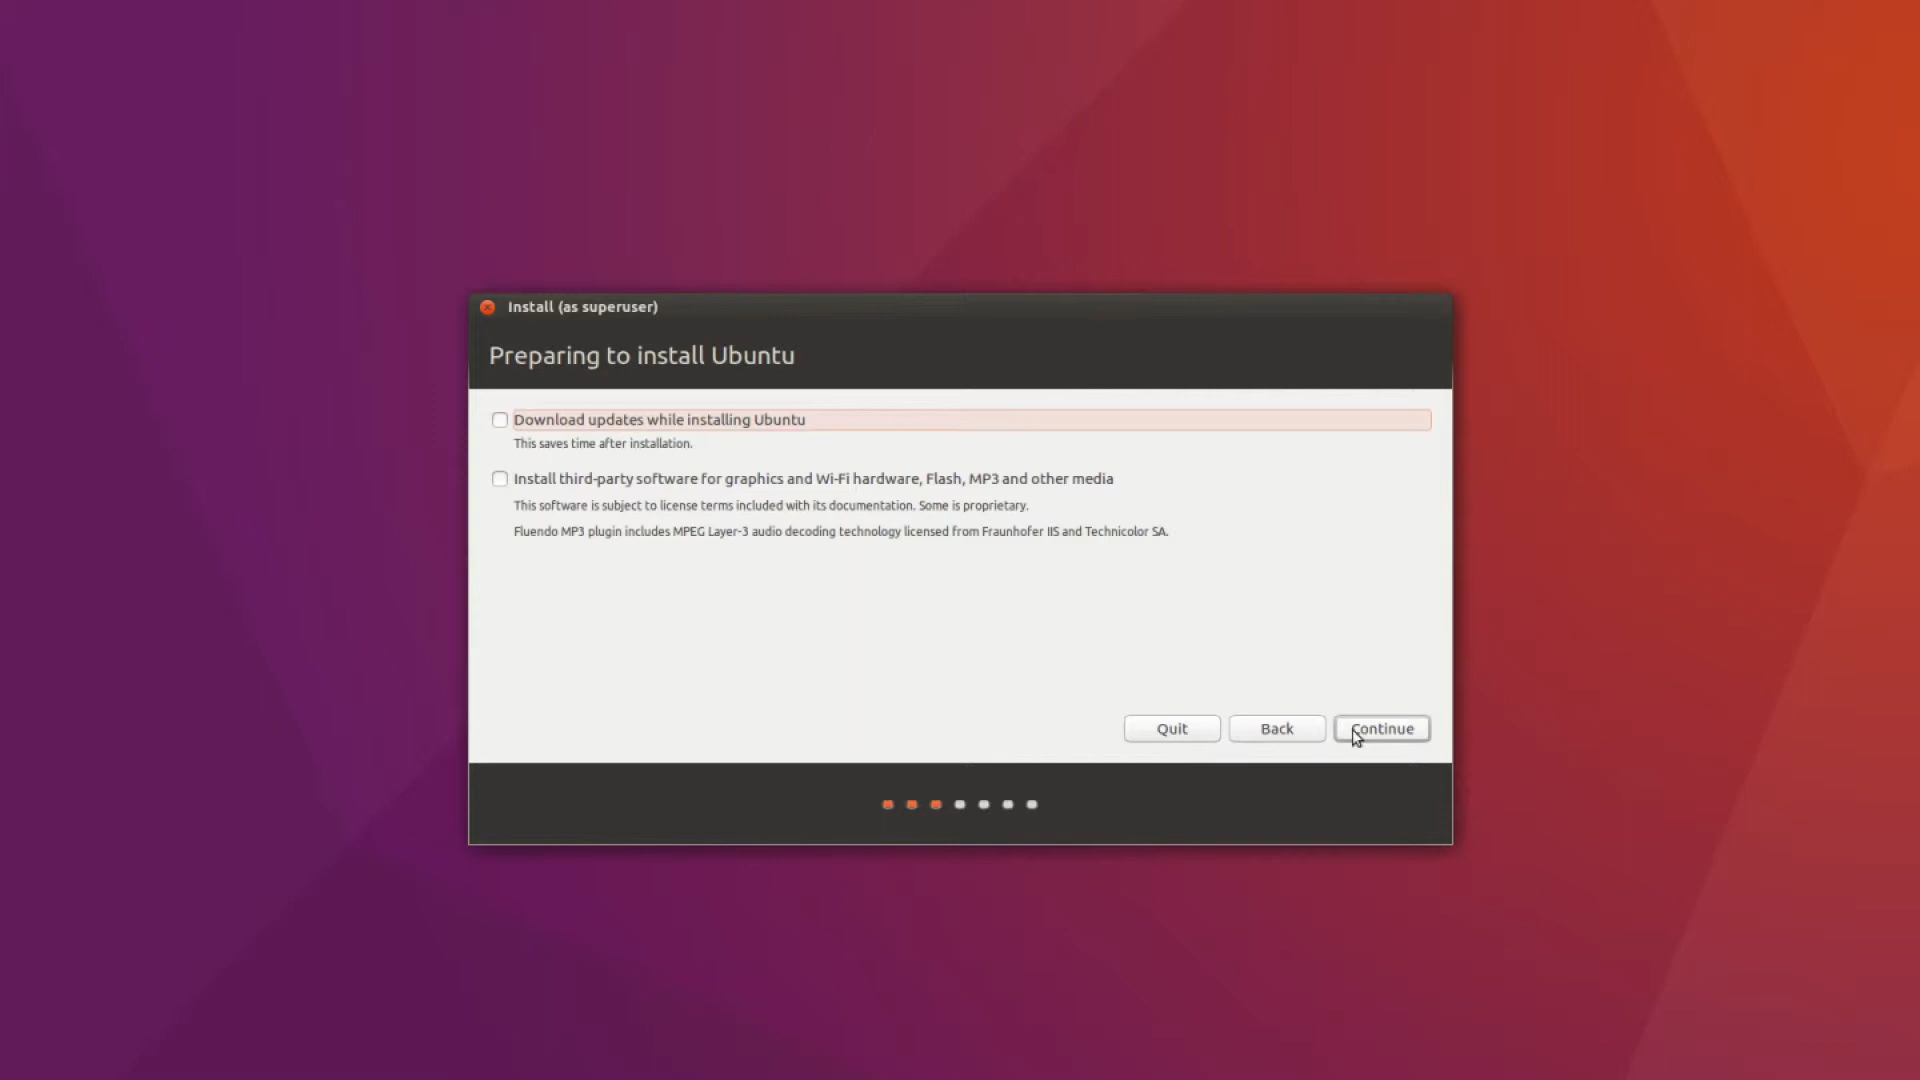 Install (as superuser)
Preparing to install Ubuntu
Download updates while installing Ubuntu
This saves time after installation.
Install third-party software for graphics and Wi-Fi hardware, Flash, MP3 and other media
This software is subject to license terms included with its documentation. Some is proprietary.
Fluendo MP3 plugin includes MPEG Layer-3 audio decoding technology licensed from Fraunhofer IIS and Technicolor SA.
Quit Back Continue